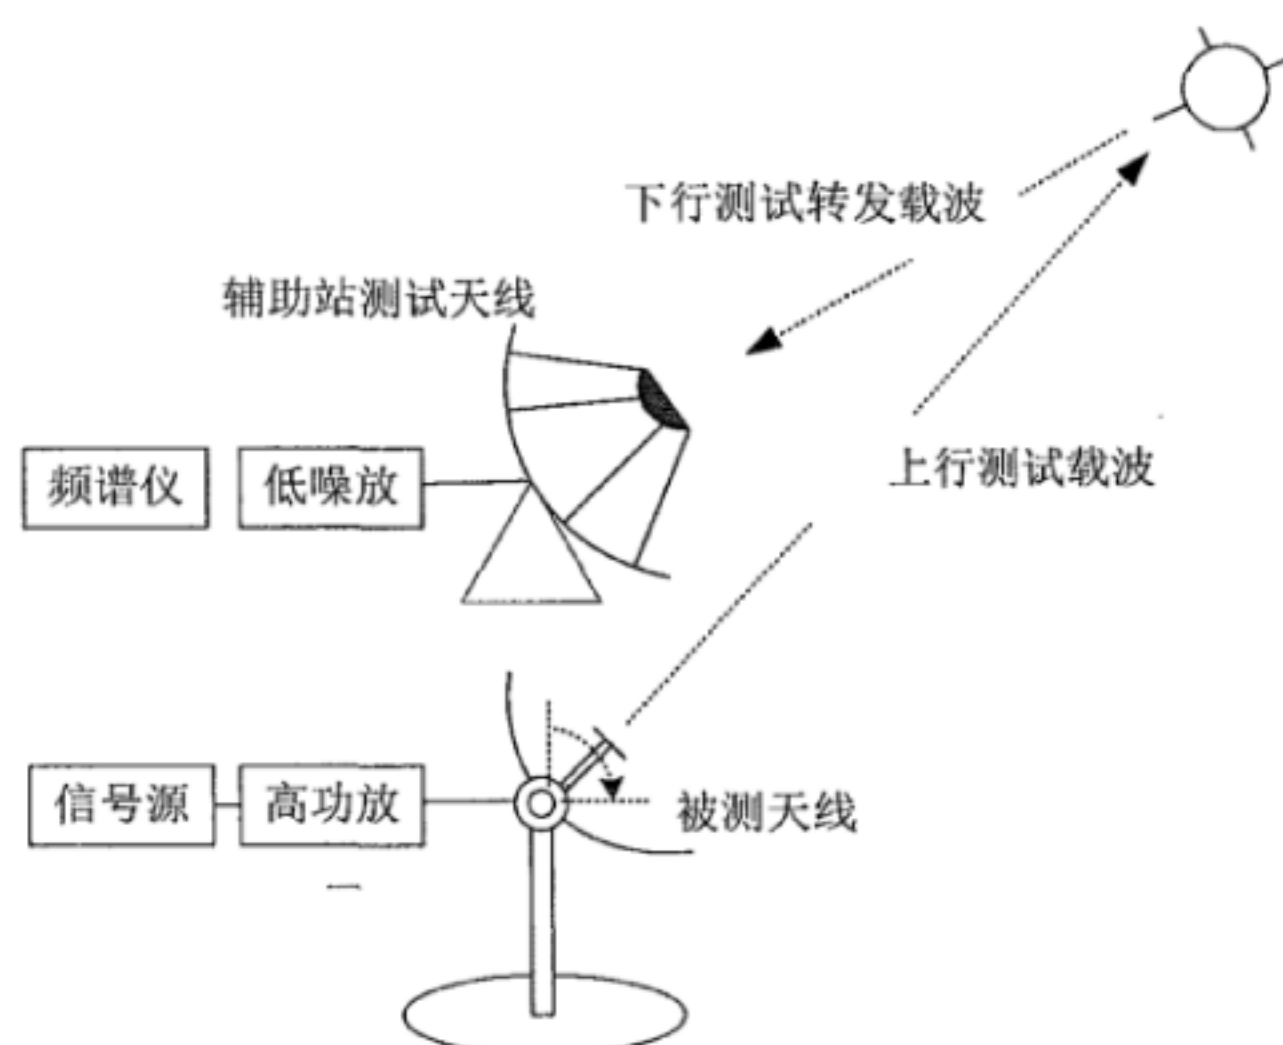 下行测试转发载波
辅助站测试天线
频谱仪
低噪放
上行测试载波
信号源
高功放
被测天线